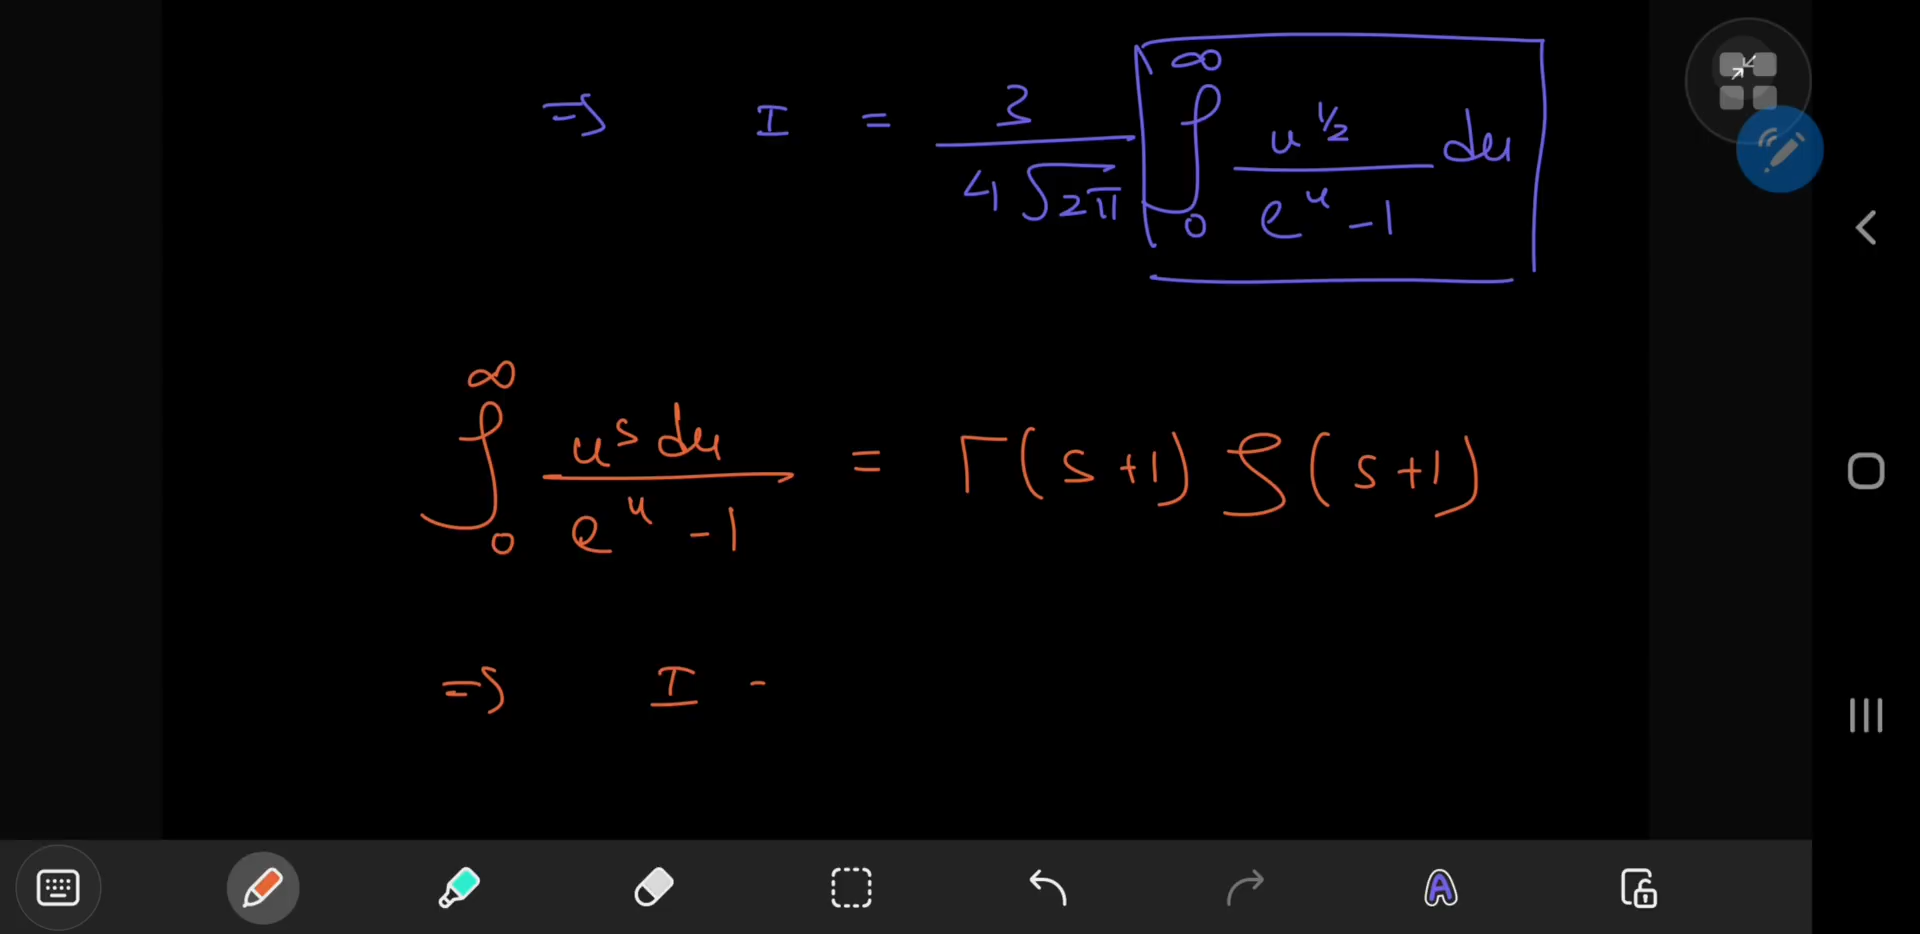 ⇒ I = 3/(4√(2π)) ∫₀^∞ u^(1/2)/(e^u - 1) du
∫₀^∞ u^s du/(e^u - 1) = Γ(s+1) ζ(s+1)
⇒ I -
A